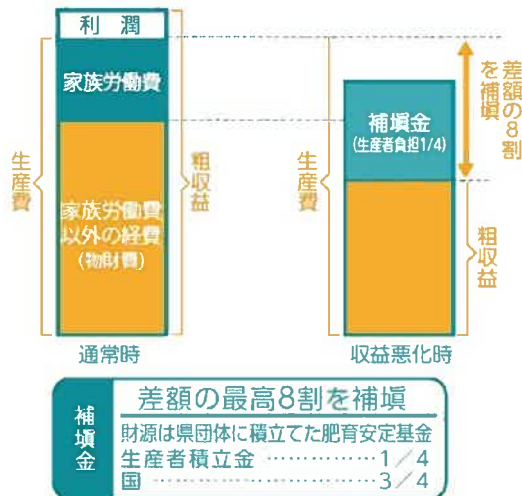 利潤
家族労働費
生産費
家族労働費
以外の経費
(物財費)
粗収益
通常時
生産費
補填金
(生産者負担1/4)
差額の8割
を補填
粗収益
収益悪化時
補填金
差額の最高8割を補填
財源は県団体に積立てた肥育安定基金
生産者積立金 ……………1/4
国 ……………………3/4